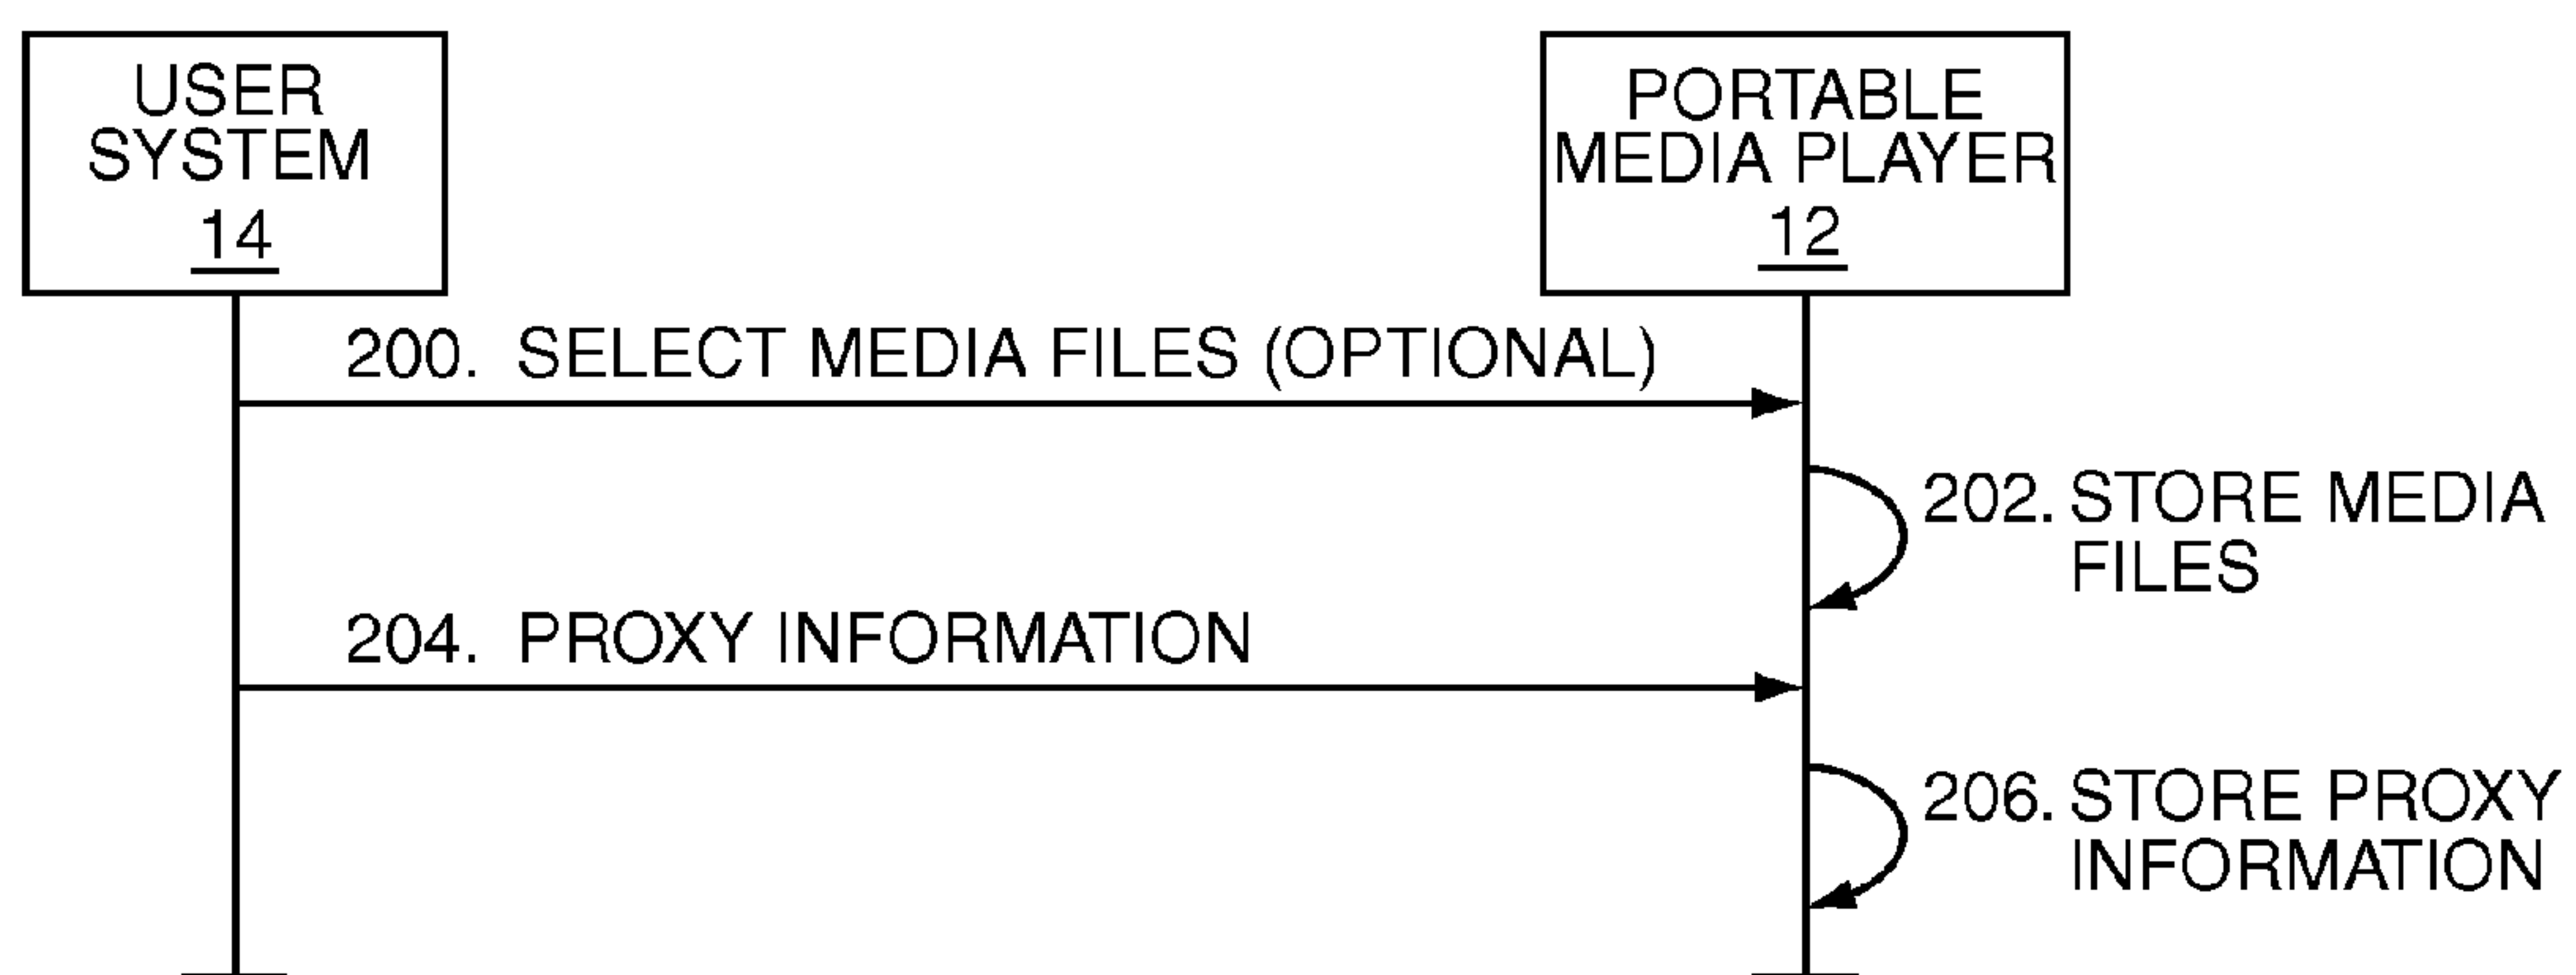 USER
SYSTEM
14
PORTABLE
MEDIA PLAYER
12
200. SELECT MEDIA FILES (OPTIONAL)
202. STORE MEDIA
FILES
204. PROXY INFORMATION
206. STORE PROXY
INFORMATION